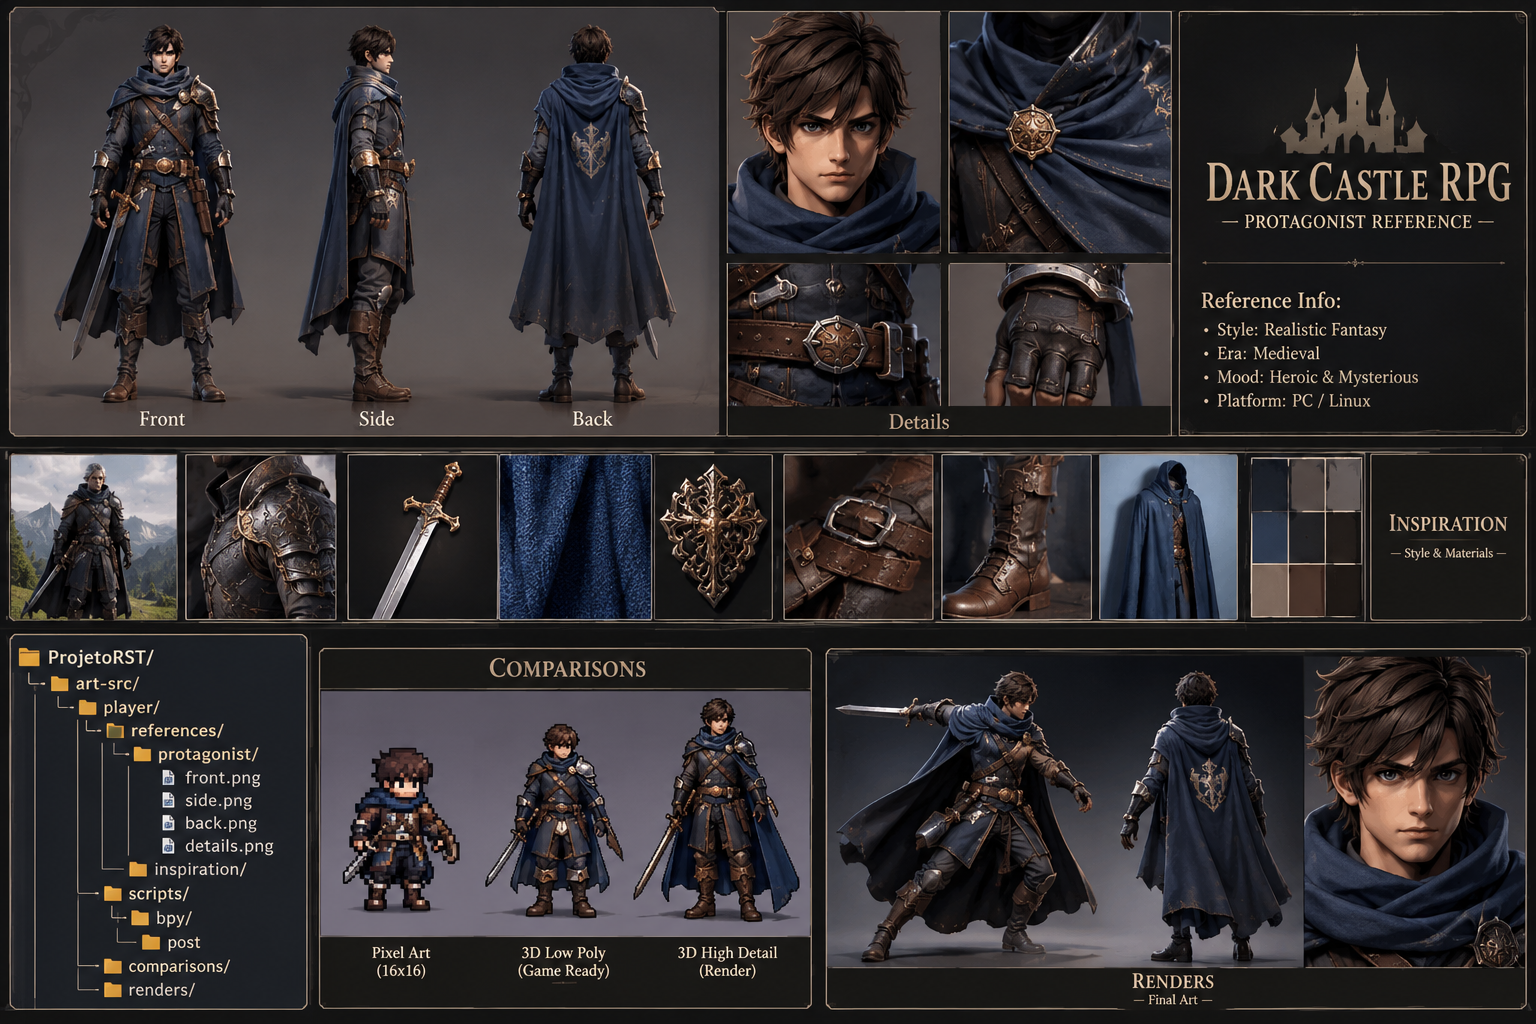 Front
Side
Back
Details
DARK CASTLE RPG
— PROTAGONIST REFERENCE —
Reference Info:
• Style: Realistic Fantasy
• Era: Medieval
• Mood: Heroic & Mysterious
• Platform: PC / Linux
INSPIRATION
— Style & Materials —
ProjetoRST/
art-src/
player/
references/
protagonist/
front.png
side.png
back.png
details.png
inspiration/
scripts/
bpy/
post
comparisons/
renders/
COMPARISONS
Pixel Art
(16x16)
3D Low Poly
(Game Ready)
3D High Detail
(Render)
RENDERS
— Final Art —